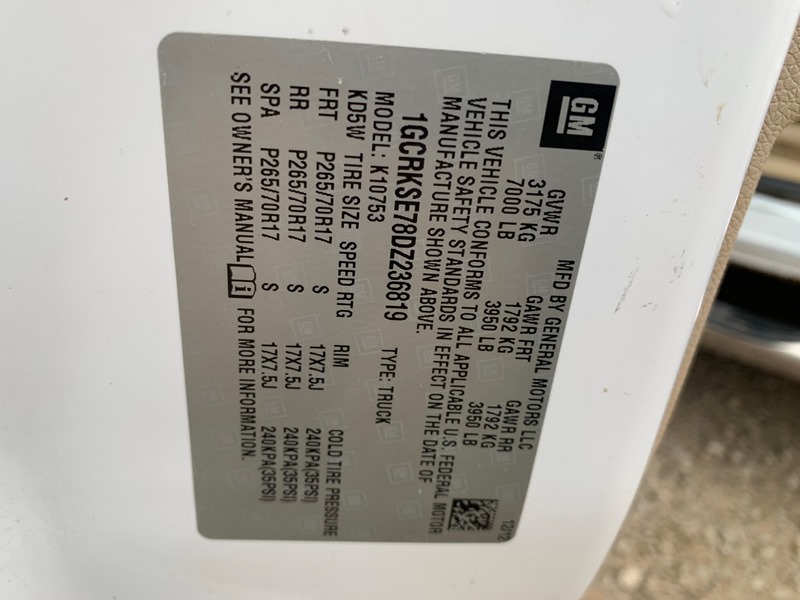 GM®
MFD BY GENERAL MOTORS LLC 12/12
GVWR GAWR FRT GAWR RR
3175 KG 1792 KG 1792 KG
7000 LB 3950 LB 3950 LB
THIS VEHICLE CONFORMS TO ALL APPLICABLE U.S. FEDERAL MOTOR
VEHICLE SAFETY STANDARDS IN EFFECT ON THE DATE OF
MANUFACTURE SHOWN ABOVE.
1GCRKSE78DZ236819 TYPE: TRUCK
MODEL: K10753
KD5W TIRE SIZE SPEED RTG RIM COLD TIRE PRESSURE
FRT P265/70R17 S 17X7.5J 240KPA(35PSI)
RR P265/70R17 S 17X7.5J 240KPA(35PSI)
SPA P265/70R17 S 17X7.5J 240KPA(35PSI)
SEE OWNER'S MANUAL FOR MORE INFORMATION.